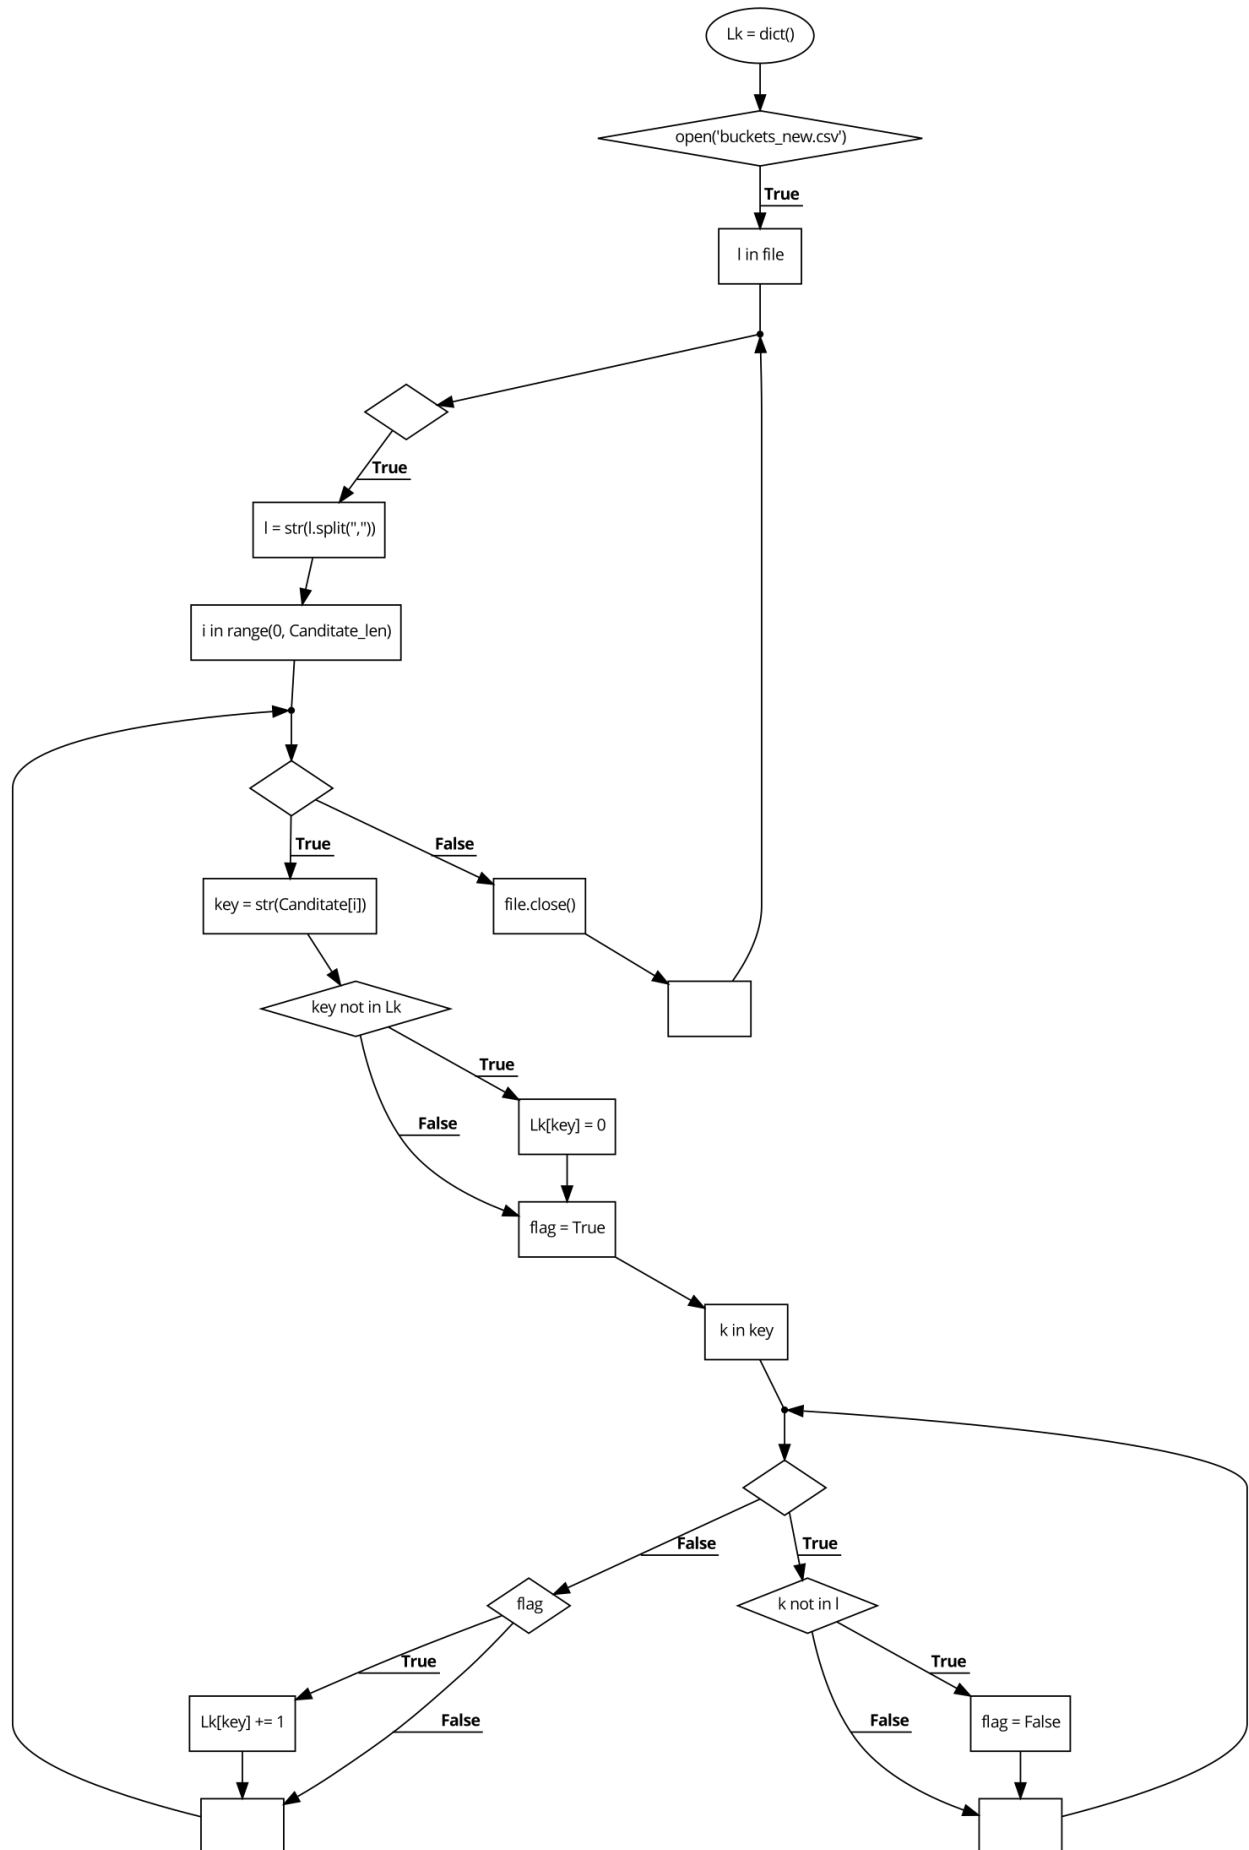 Lk = dict()
open('buckets_new.csv')
True
l in file
True
l = str(l.split(","))
i in range(0, Canditate_len)
True
False
key = str(Canditate[i])
file.close()
key not in Lk
True
False
Lk[key] = 0
flag = True
k in key
False
True
flag
k not in l
True
True
False
False
Lk[key] += 1
flag = False